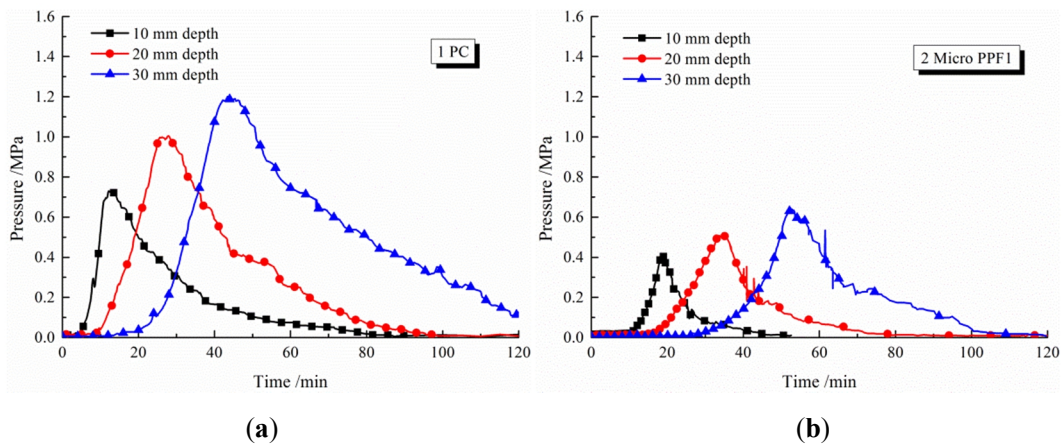 1.6
1.4
1.2
1.0
0.8
0.6
0.4
0.2
0.0
Pressure /MPa
10 mm depth
20 mm depth
30 mm depth
1 PC
0 20 40 60 80 100 120
Time /min
(a)
1.6
1.4
1.2
1.0
0.8
0.6
0.4
0.2
0.0
Pressure /MPa
10 mm depth
20 mm depth
30 mm depth
2 Micro PPF1
0 20 40 60 80 100 120
Time /min
(b)